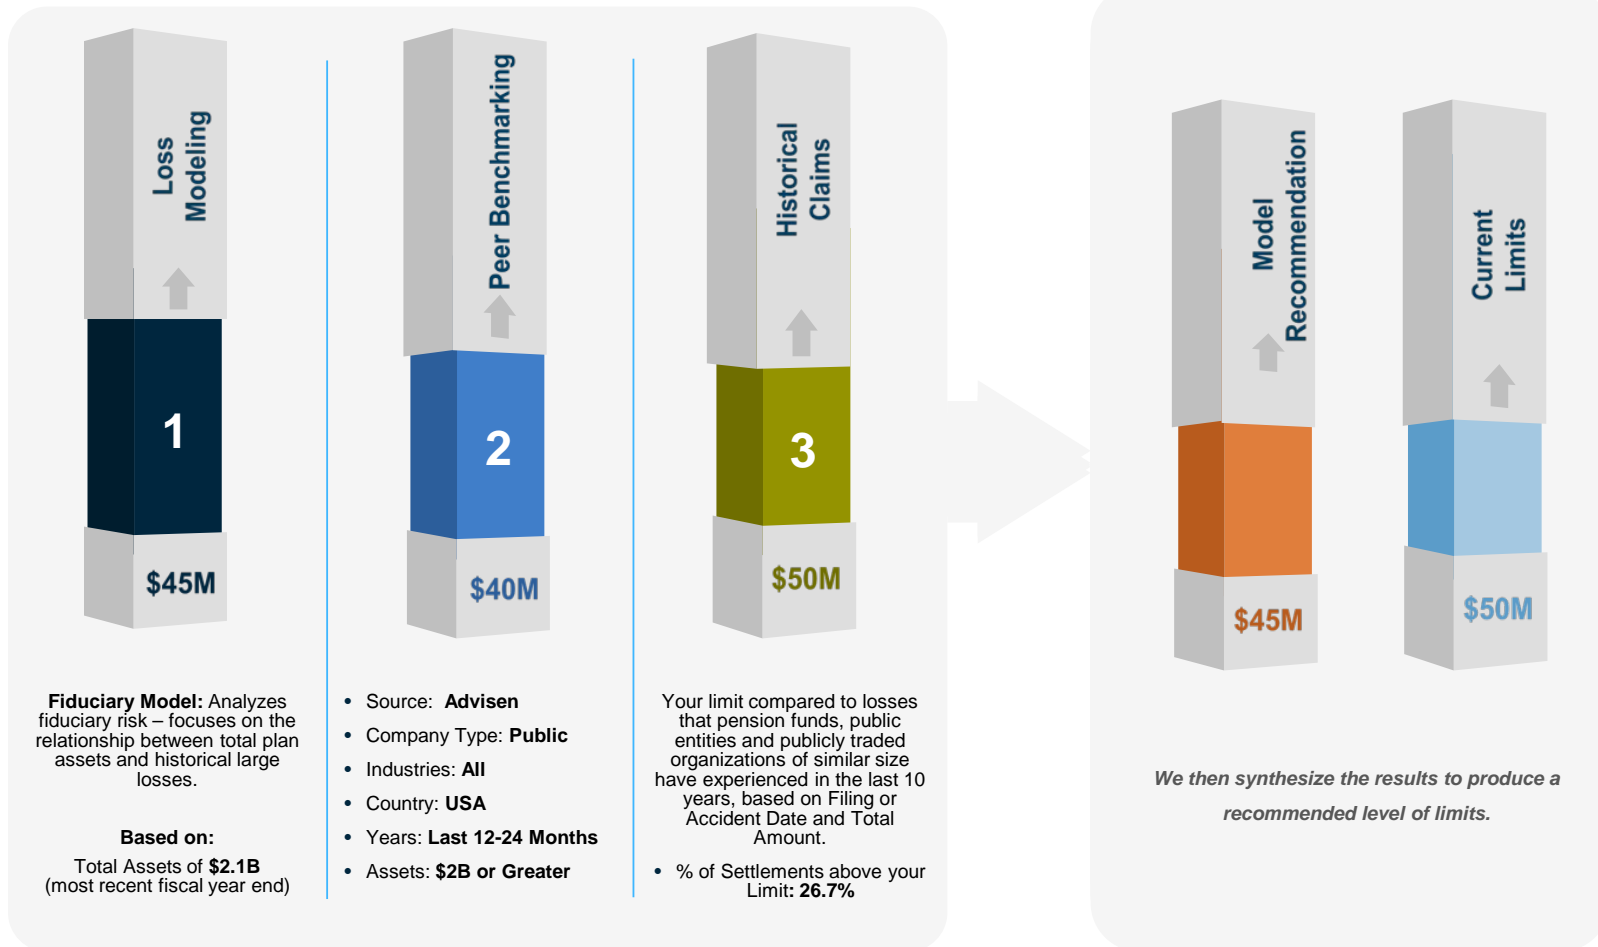 Loss
Modeling
1
$45M
Fiduciary Model: Analyzes
fiduciary risk – focuses on the
relationship between total plan
assets and historical large
losses.
Based on:
Total Assets of $2.1B
(most recent fiscal year end)
Peer Benchmarking
2
$40M
• Source: Advisen
• Company Type: Public
• Industries: All
• Country: USA
• Years: Last 12-24 Months
• Assets: $2B or Greater
Historical
Claims
3
$50M
Your limit compared to losses
that pension funds, public
entities and publicly traded
organizations of similar size
have experienced in the last 10
years, based on Filing or
Accident Date and Total
Amount.
• % of Settlements above your
Limit: 26.7%
Model
Recommendation
$45M
Current
Limits
$50M
We then synthesize the results to produce a
recommended level of limits.